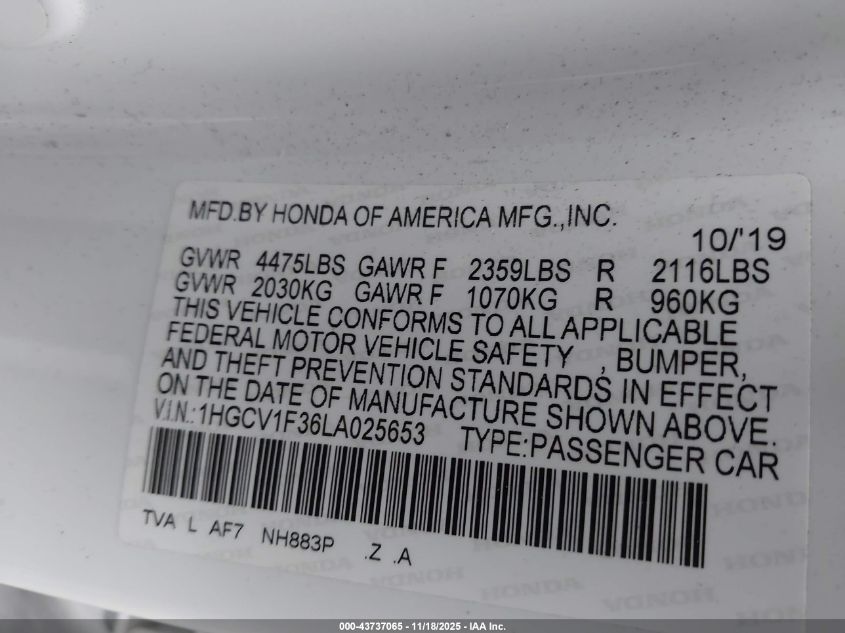 MFD.BY HONDA OF AMERICA MFG.,INC.
10/'19
GVWR 4475LBS GAWR F 2359LBS R 2116LBS
GVWR 2030KG GAWR F 1070KG R 960KG
THIS VEHICLE CONFORMS TO ALL APPLICABLE
FEDERAL MOTOR VEHICLE SAFETY , BUMPER,
AND THEFT PREVENTION STANDARDS IN EFFECT
ON THE DATE OF MANUFACTURE SHOWN ABOVE.
V.I.N.:1HGCV1F36LA025653 TYPE:PASSENGER CAR
TVA L AF7 NH883P .Z .A
HONDA HONDA HONDA
000-43737065 - 11/18/2025 - IAA Inc.